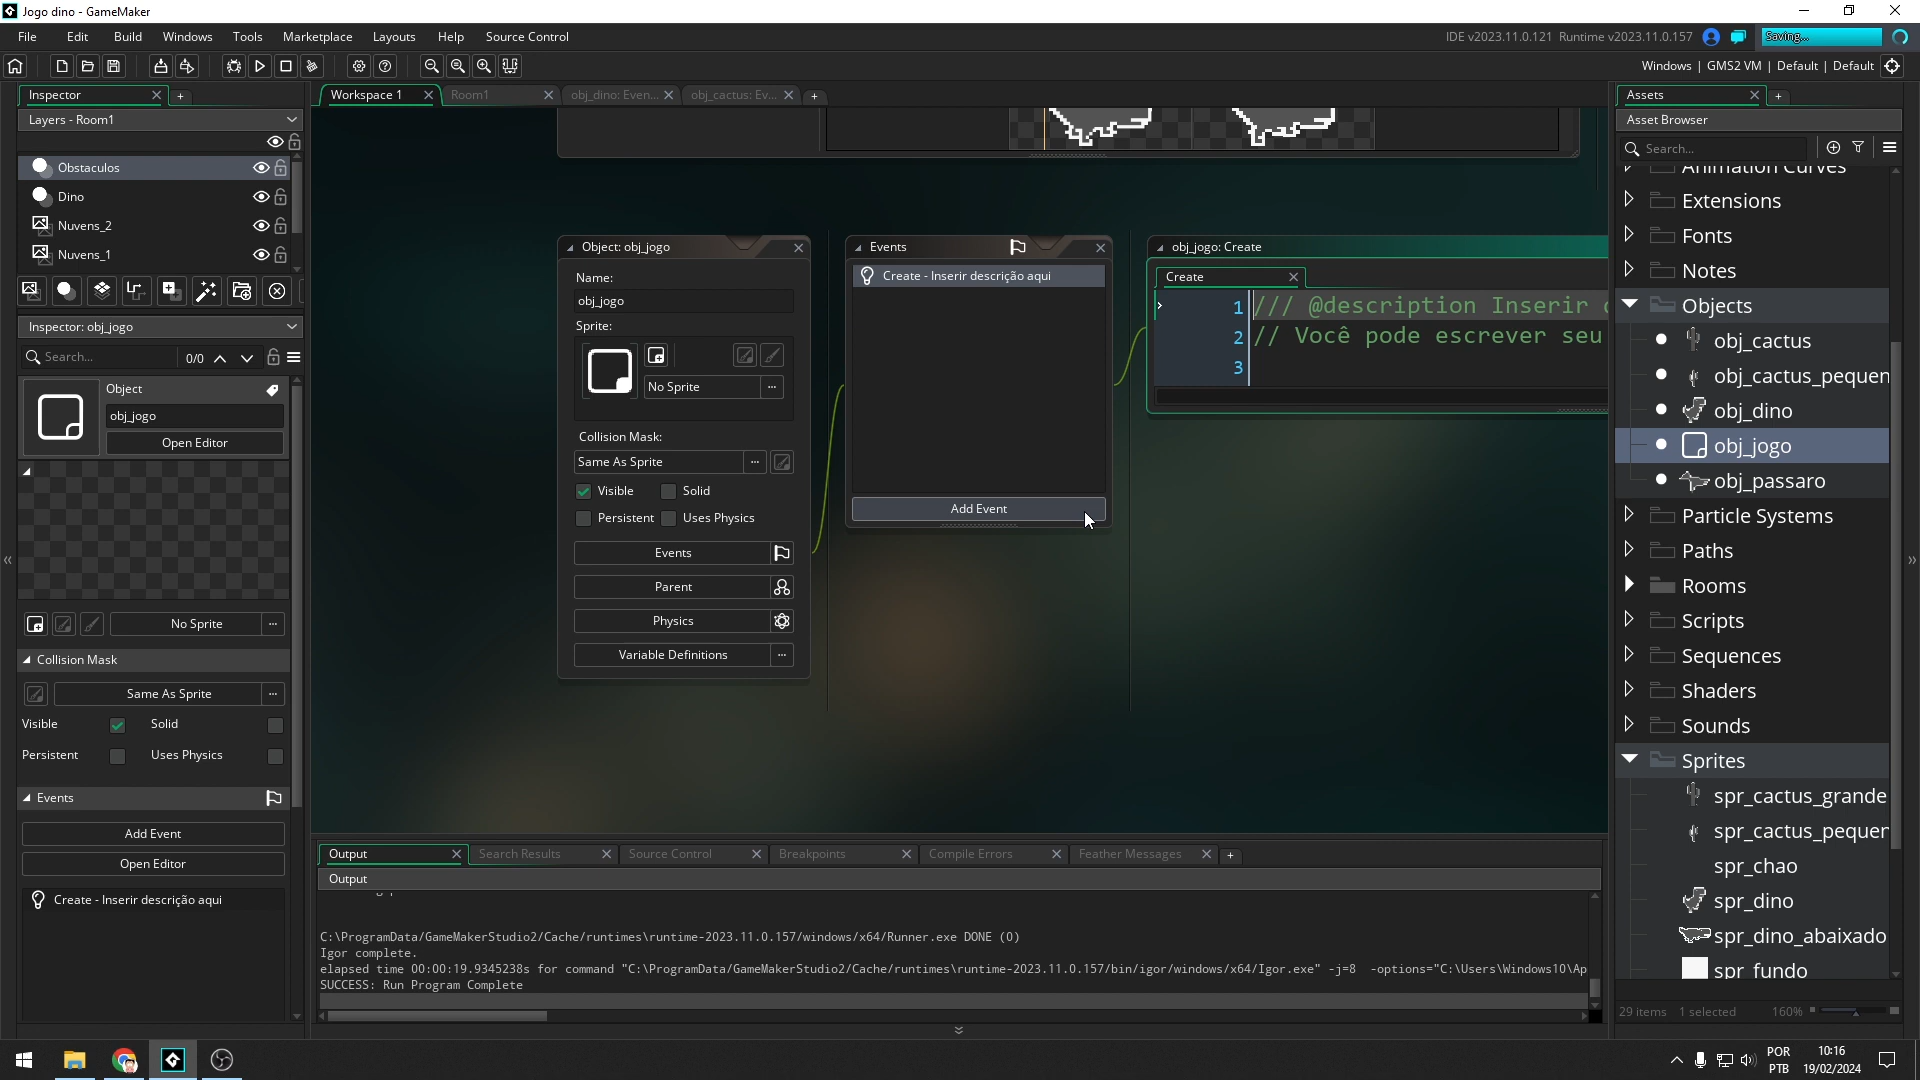 Jogo dino - GameMaker
File Edit Build Windows Tools Marketplace Layouts Help Source Control
IDE v2023.11.0.121 Runtime v2023.11.0.157
Saving...
Windows | GMS2 VM | Default | Default
Inspector
Layers - Room1
Obstaculos
Dino
Nuvens_2
Nuvens_1
Inspector: obj_jogo
Search...
0/0
Object
obj_jogo
Open Editor
No Sprite
...
Collision Mask
Same As Sprite
...
Visible
Solid
Persistent
Uses Physics
Events
Add Event
Open Editor
Create - Inserir descrição aqui
Workspace 1
Room1
obj_dino: Even...
obj_cactus: Ev...
Object: obj_jogo
Name:
obj_jogo
Sprite:
No Sprite
...
Collision Mask:
Same As Sprite
...
Visible
Solid
Persistent
Uses Physics
Events
Parent
Physics
Variable Definitions
...
Events
Create - Inserir descrição aqui
Add Event
obj_jogo: Create
Create
1 /// @description Inserir
2 // Você pode escrever seu
3
Output
Search Results
Source Control
Breakpoints
Compile Errors
Feather Messages
Output
C:\ProgramData/GameMakerStudio2/Cache/runtimes\runtime-2023.11.0.157/windows/x64/Runner.exe DONE (0)
Igor complete.
elapsed time 00:00:19.9345238s for command "C:\ProgramData/GameMakerStudio2/Cache/runtimes\runtime-2023.11.0.157/bin/igor/windows/x64/Igor.exe" -j=8 -options="C:\Users\Windows10\Ap
SUCCESS: Run Program Complete
Assets
Asset Browser
Search...
Animation Curves
Extensions
Fonts
Notes
Objects
obj_cactus
obj_cactus_pequen
obj_dino
obj_jogo
obj_passaro
Particle Systems
Paths
Rooms
Scripts
Sequences
Shaders
Sounds
Sprites
spr_cactus_grande
spr_cactus_pequen
spr_chao
spr_dino
spr_dino_abaixado
spr_fundo
29 items 1 selected
160%
POR
PTB
10:16
19/02/2024